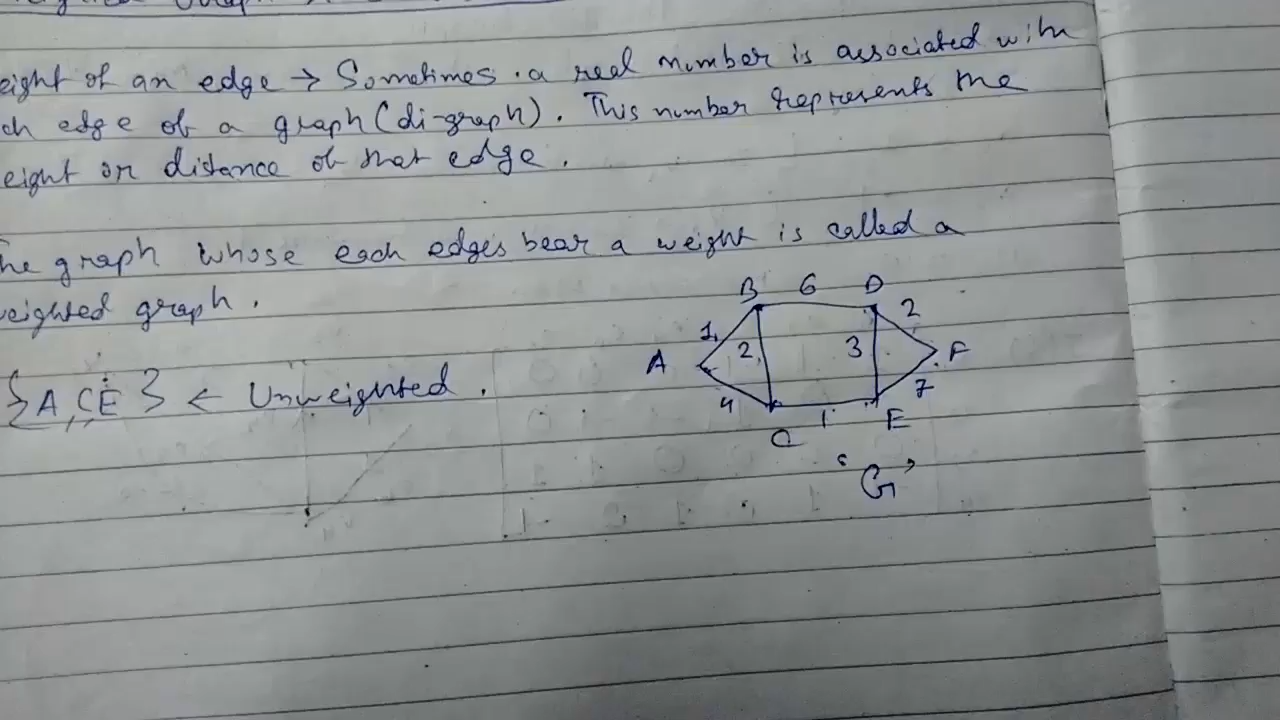 eight of an edge → Sometimes a real number is associated with
ch edge of a graph (di-graph). This number represents the
eight or distance of that edge.
he graph whose each edges bear a weight is called a
weighted graph.
{A, C, E} ← Unweighted.
B 6 D
1 2
A 2 3 F
4 7
C 1 E
'G'